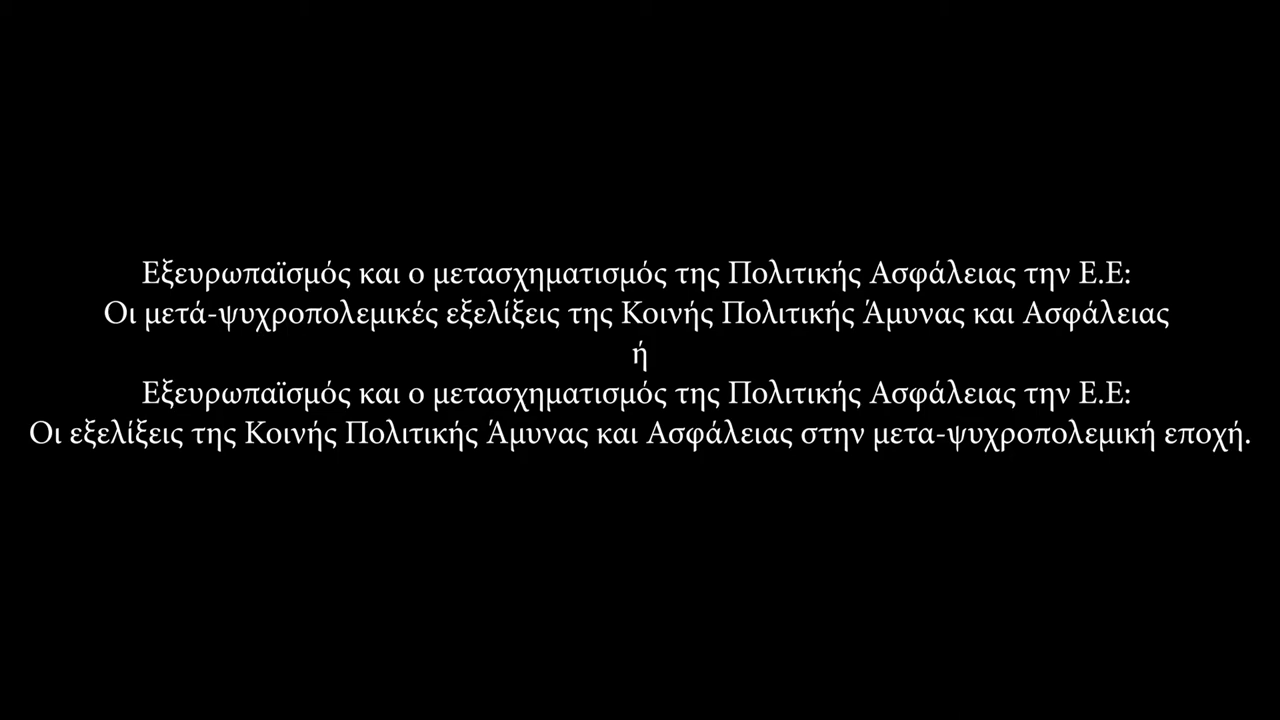 Εξευρωπαϊσμός και ο μετασχηματισμός της Πολιτικής Ασφάλειας την Ε.Ε:
Οι μετά-ψυχροπολεμικές εξελίξεις της Κοινής Πολιτικής Άμυνας και Ασφάλειας
ή
Εξευρωπαϊσμός και ο μετασχηματισμός της Πολιτικής Ασφάλειας την Ε.Ε:
Οι εξελίξεις της Κοινής Πολιτικής Άμυνας και Ασφάλειας στην μετα-ψυχροπολεμική εποχή.